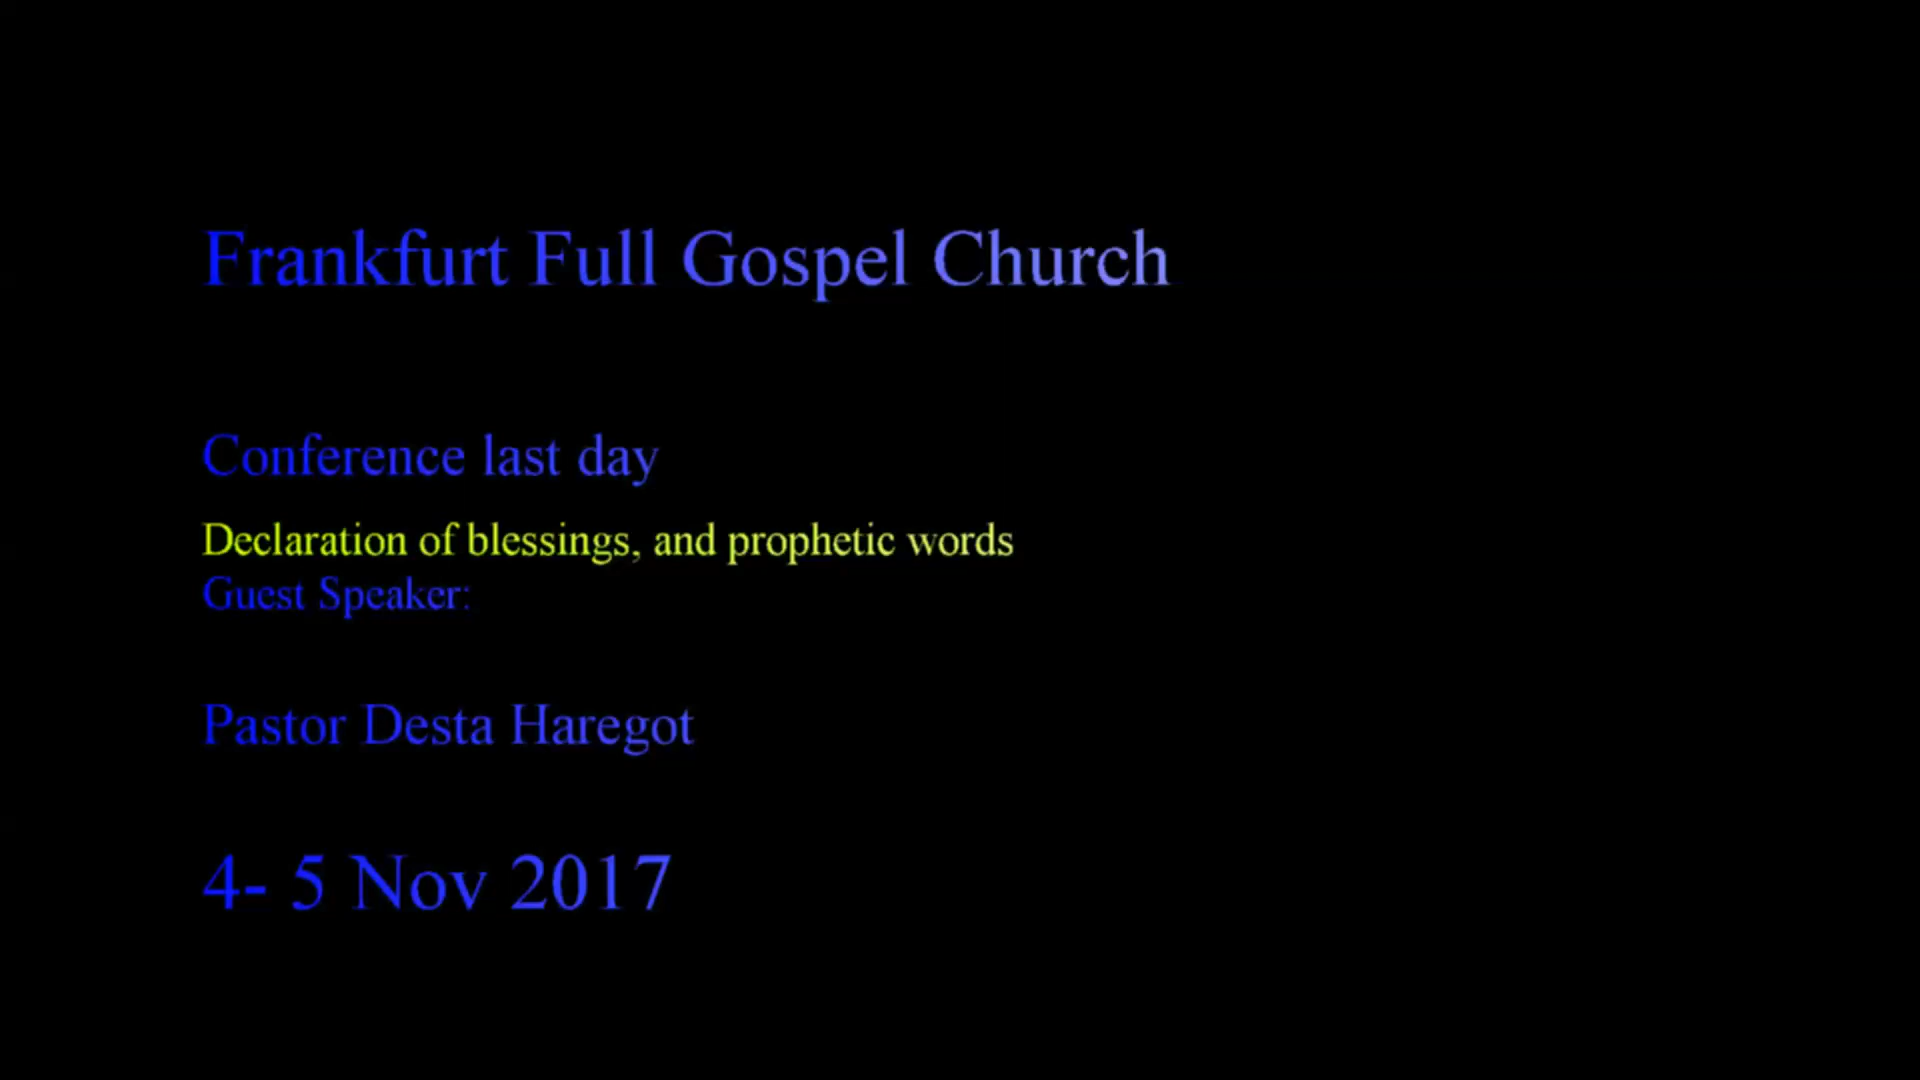 Frankfurt Full Gospel Church
Conference last day
Declaration of blessings, and prophetic words
Guest Speaker:
Pastor Desta Haregot
4- 5 Nov 2017